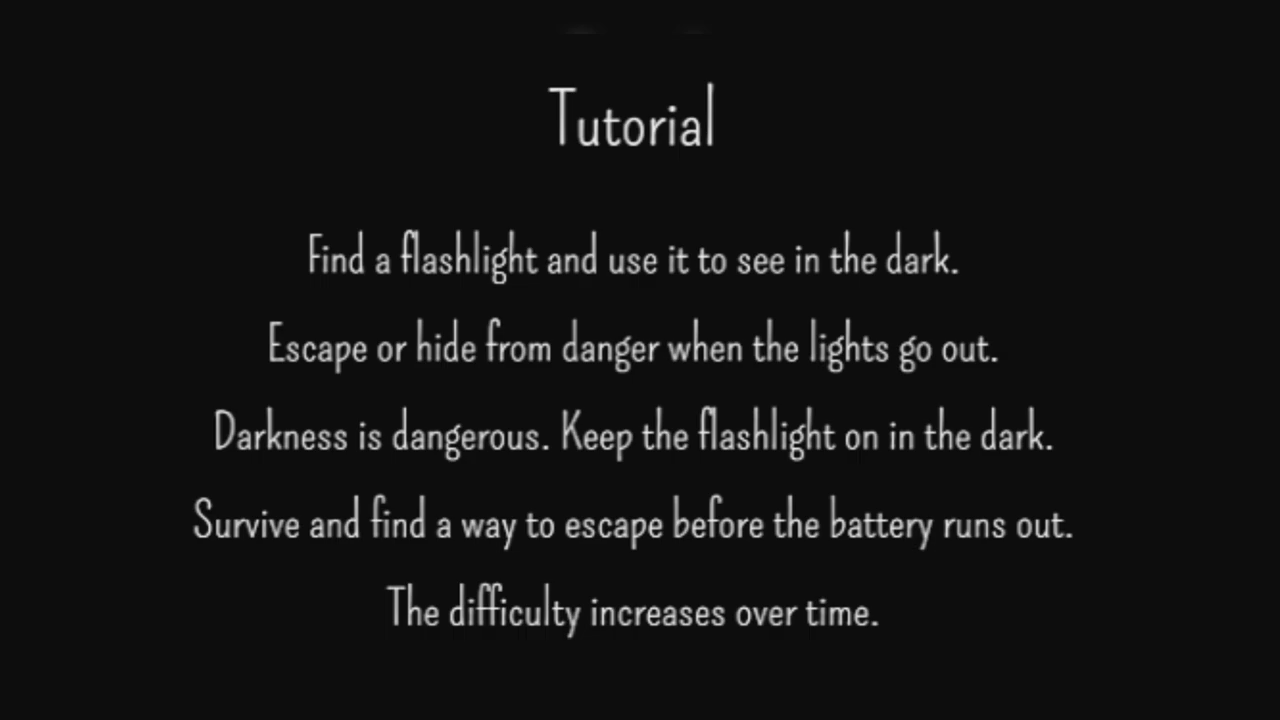 Tutorial
Find a flashlight and use it to see in the dark.
Escape or hide from danger when the lights go out.
Darkness is dangerous. Keep the flashlight on in the dark.
Survive and find a way to escape before the battery runs out.
The difficulty increases over time.